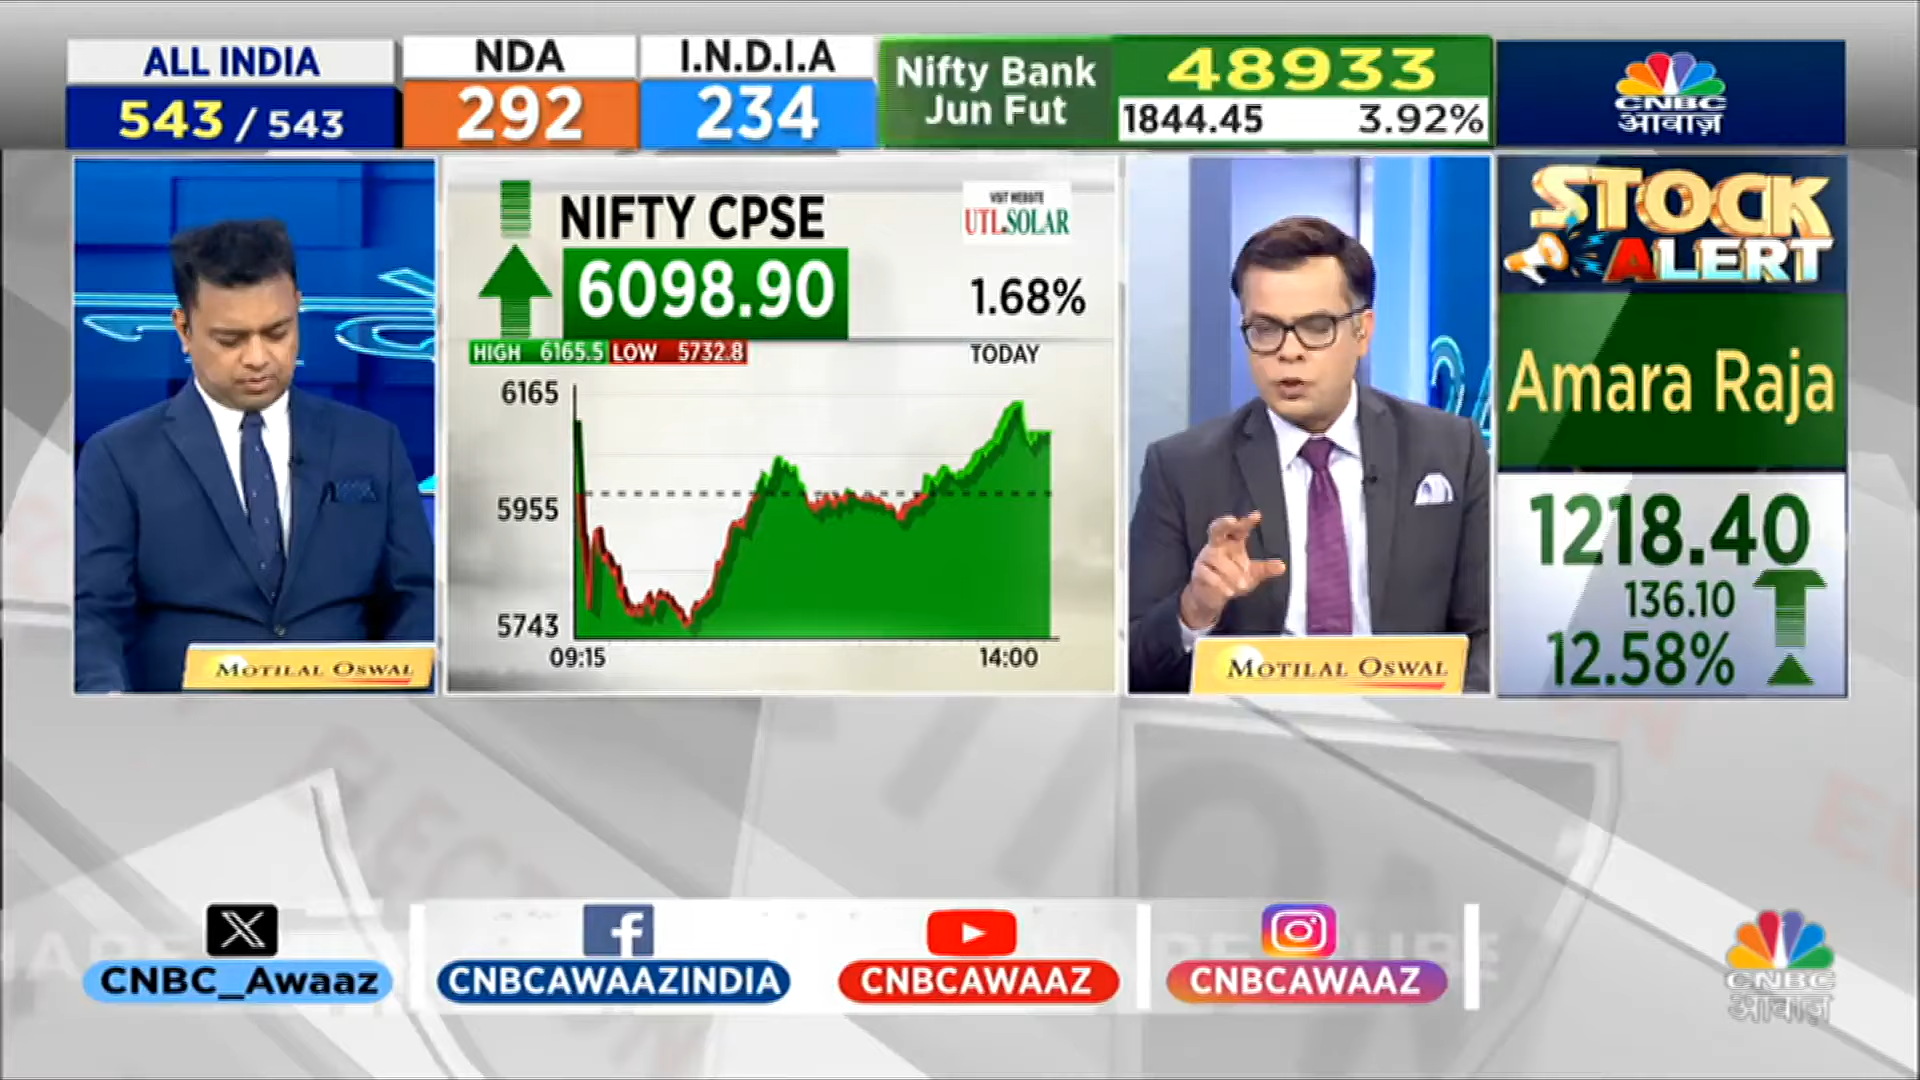 ALL INDIA
543 / 543
NDA
292
I.N.D.I.A
234
Nifty Bank
Jun Fut
48933
1844.45 3.92%
CNBC
आवाज़
NIFTY CPSE
6098.90
VISIT WEBSITE
UTLSOLAR
1.68%
HIGH 6165.5 LOW 5732.8
TODAY
6165
5955
5743
09:15
14:00
MOTILAL OSWAL
MOTILAL OSWAL
STOCK
ALERT
Amara Raja
1218.40
136.10
12.58%
CNBC_Awaaz
CNBCAWAAZINDIA
CNBCAWAAZ
CNBCAWAAZ
CNBC
आवाज़